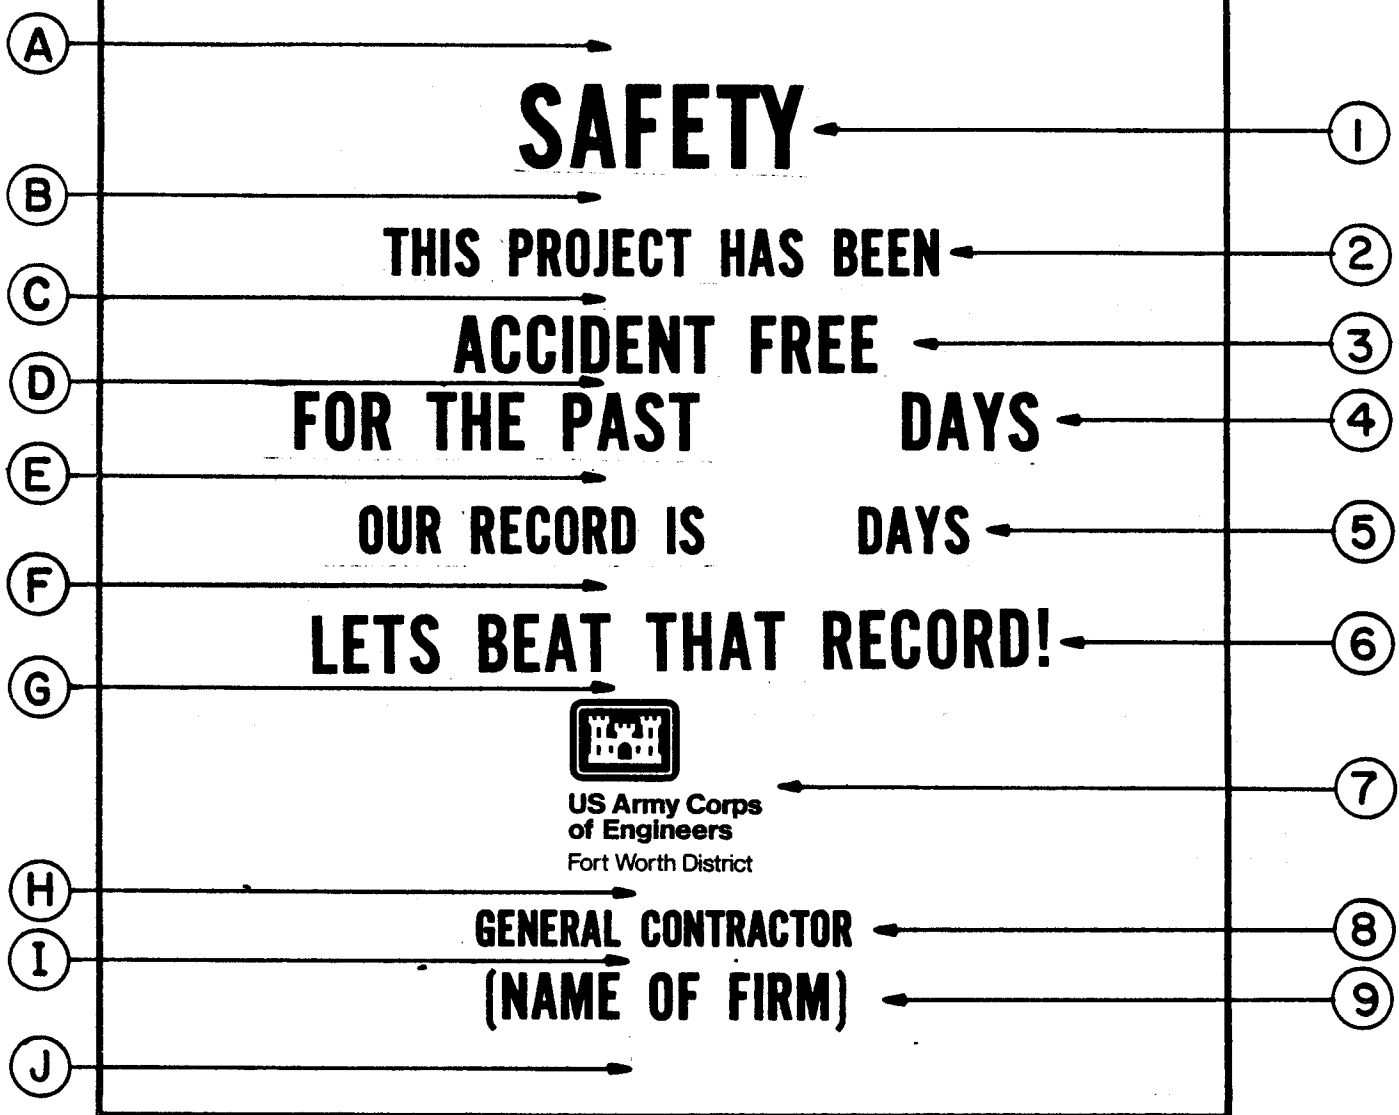 A
SAFETY
1
B
THIS PROJECT HAS BEEN
2
C
ACCIDENT FREE
3
D
FOR THE PAST DAYS
4
E
OUR RECORD IS DAYS
5
F
LETS BEAT THAT RECORD!
6
G
US Army Corps
of Engineers
7
Fort Worth District
H
GENERAL CONTRACTOR
8
I
(NAME OF FIRM)
9
J